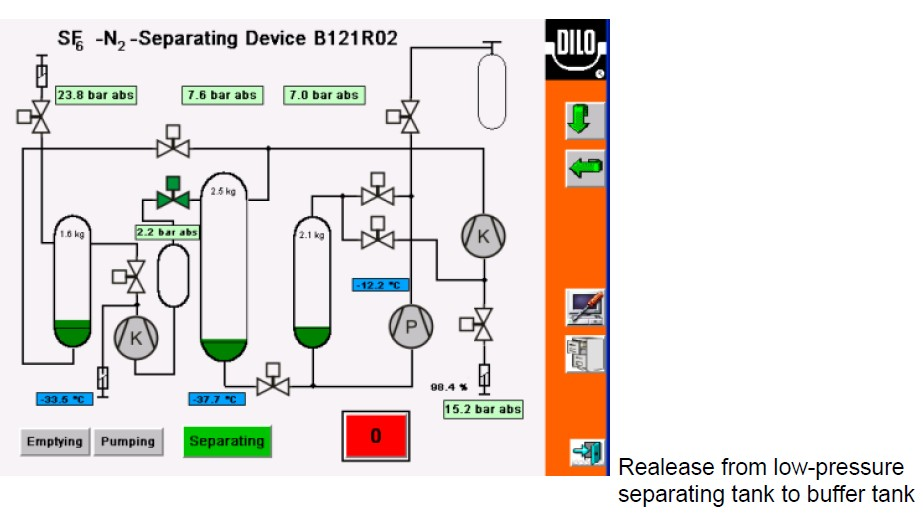 SF6 -N2 -Separating Device B121R02
DILO
23.8 bar abs
7.6 bar abs
7.0 bar abs
2.5 kg
1.6 kg
2.2 bar abs
2.1 kg
K
-12.2 °C
K
P
-33.5 °C
-37.7 °C
98.4 %
15.2 bar abs
Emptying
Pumping
Separating
0
Realease from low-pressure
separating tank to buffer tank